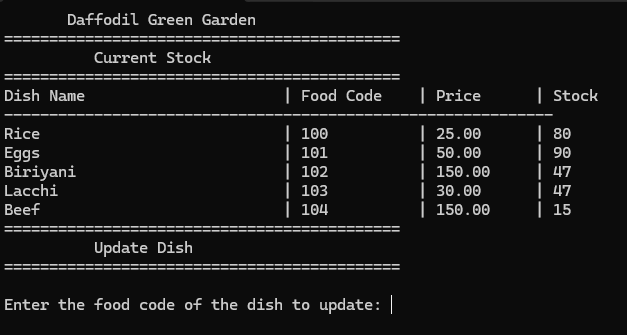 Daffodil Green Garden
============================================
Current Stock
============================================
Dish Name | Food Code | Price | Stock
-------------------------------------------------------------
Rice | 100 | 25.00 | 80
Eggs | 101 | 50.00 | 90
Biriyani | 102 | 150.00 | 47
Lacchi | 103 | 30.00 | 47
Beef | 104 | 150.00 | 15
============================================
Update Dish
============================================
Enter the food code of the dish to update: